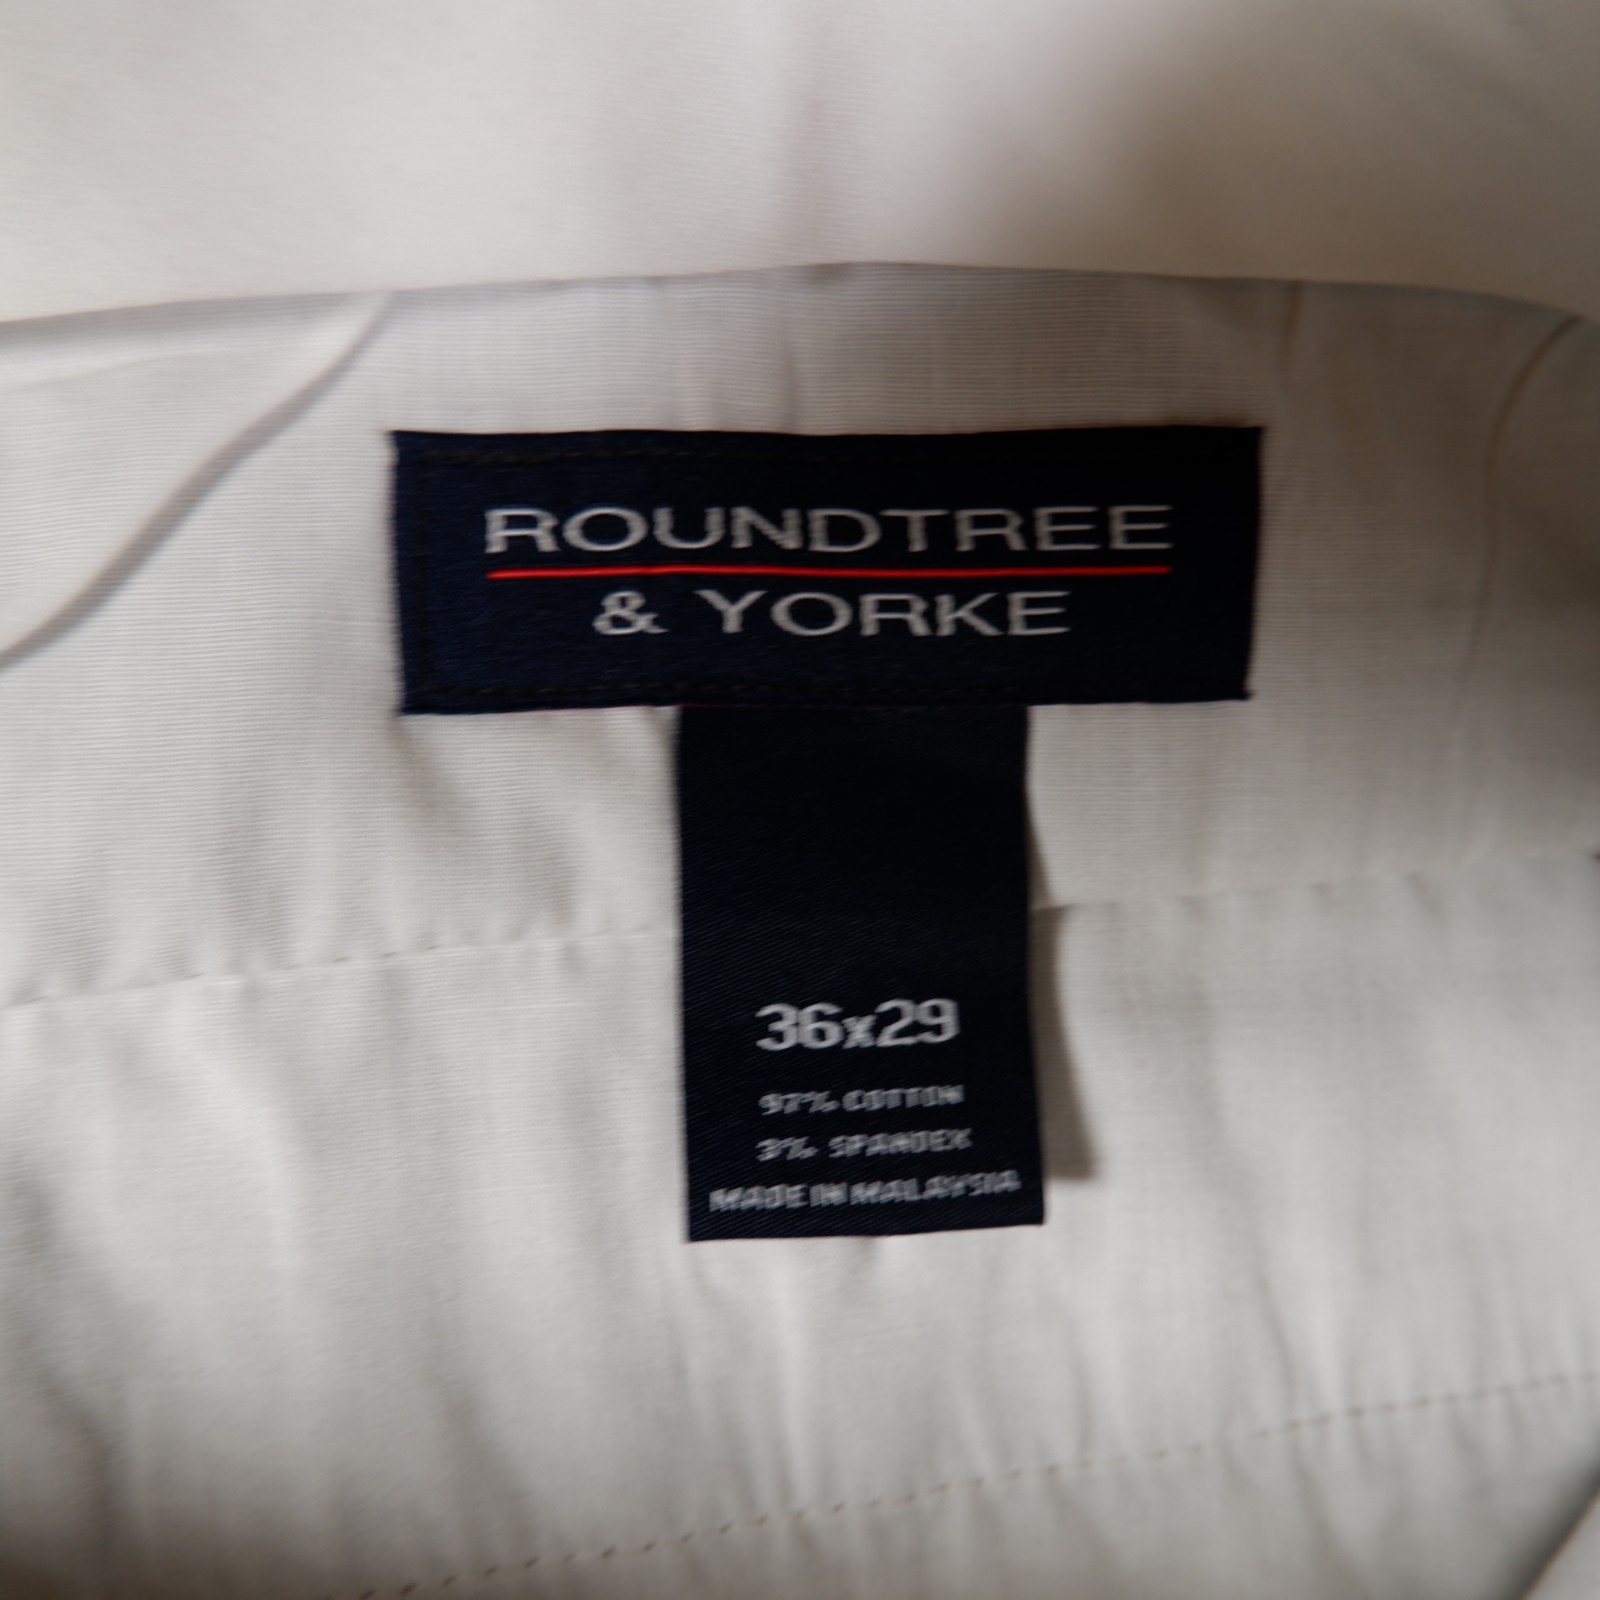 ROUNDTREE
& YORKE
36x29
97% COTTON
3% SPANDEX
MADE IN MALAYSIA